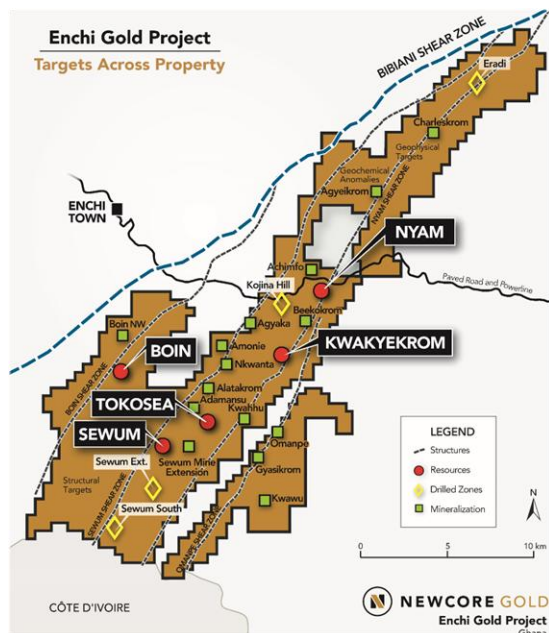 Enchi Gold Project
Targets Across Property
BIBIANI SHEAR ZONE
Eradi
Charleskrom
Geophysical
Targets
Geochemical
Anomalies
Agyeikrom
NYAM SHEAR ZONE
ENCHI
TOWN
NYAM
Achimfo
Paved Road and Powerline
Kojina Hill
Beekokrom
Agyaka
KWAKYEKROM
Boin NW
Amonie
BOIN
Nkwanta
BOIN SHEAR ZONE
Alatakrom
TOKOSEA
Adamansu
Kwahhu
SEWUM
Omanpe
Sewum Ext.
Sewum Mine
Extension
Gyasikrom
Structural
Targets
Kwawu
Sewum South
SEWUM SHEAR ZONE
OMANPE SHEAR ZONE
LEGEND
Structures
Resources
Drilled Zones
Mineralization
N
0 5 10 km
CÔTE D'IVOIRE
N NEWCORE GOLD
Enchi Gold Project
Ghana